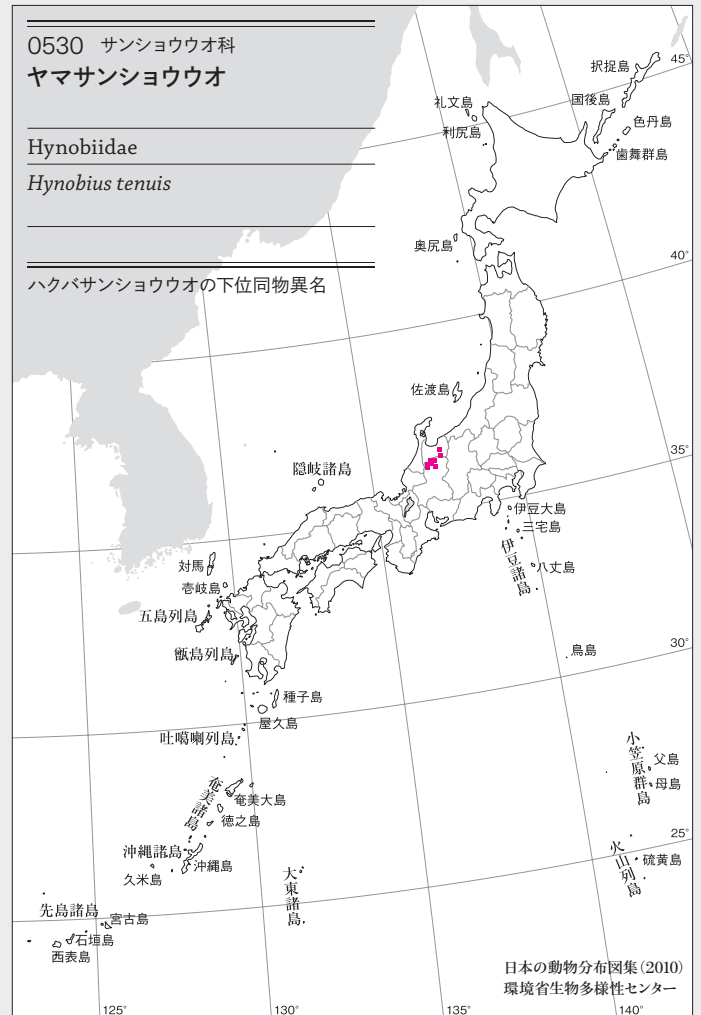 0530 サンショウウオ科
ヤマサンショウウオ
Hynobiidae
Hynobius tenuis
ハクバサンショウウオの下位同物異名
択捉島
45°
礼文島
国後島
利尻島
色丹島
歯舞群島
奥尻島
40°
佐渡島
35°
隠岐諸島
伊豆大島
三宅島
伊豆諸島
八丈島
対馬
壱岐島
五島列島
甑島列島
鳥島
30°
種子島
屋久島
吐噶喇列島
小笠原群島
父島
母島
奄美諸島
奄美大島
徳之島
沖縄諸島
沖縄島
久米島
25°
火山列島
硫黄島
大東諸島
先島諸島
宮古島
石垣島
西表島
日本の動物分布図集(2010)
環境省生物多様性センター
125°
130°
135°
140°